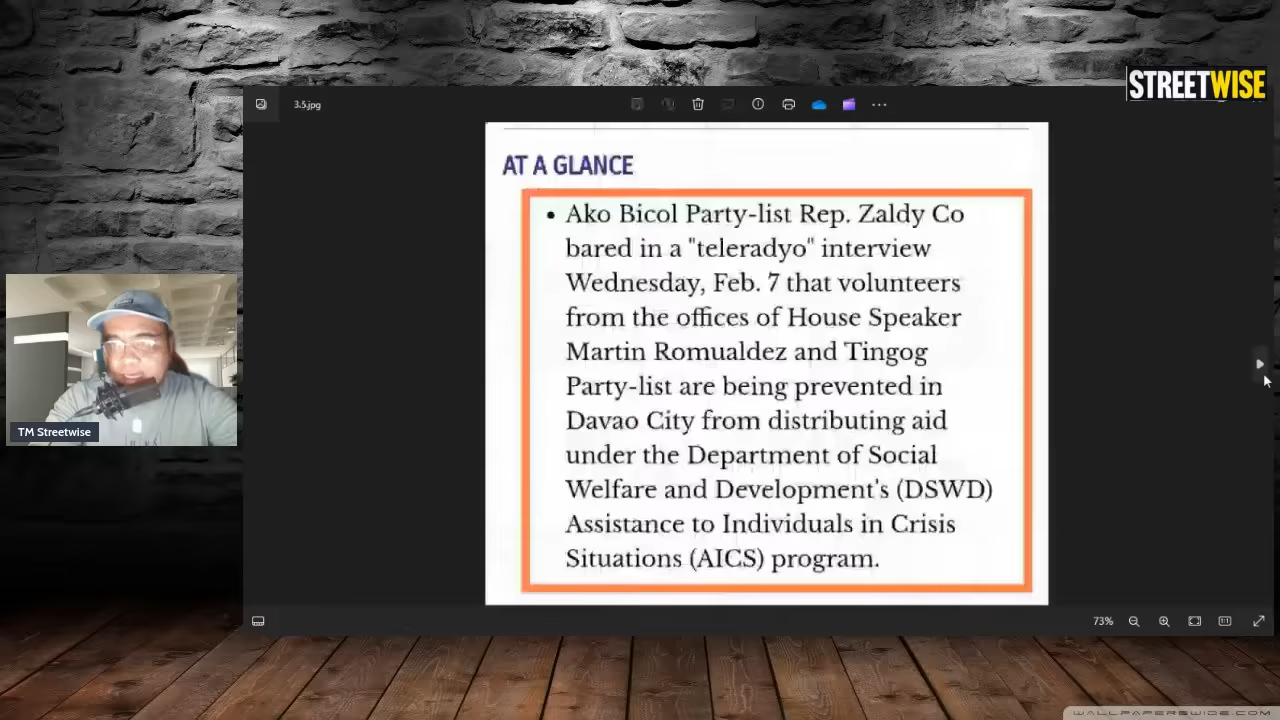 STREETWISE
3.5.jpg
AT A GLANCE
• Ako Bicol Party-list Rep. Zaldy Co
bared in a "teleradyo" interview
Wednesday, Feb. 7 that volunteers
from the offices of House Speaker
Martin Romualdez and Tingog
Party-list are being prevented in
Davao City from distributing aid
under the Department of Social
Welfare and Development's (DSWD)
Assistance to Individuals in Crisis
Situations (AICS) program.
TM Streetwise
73%
WALLPAPERSWIDE.COM